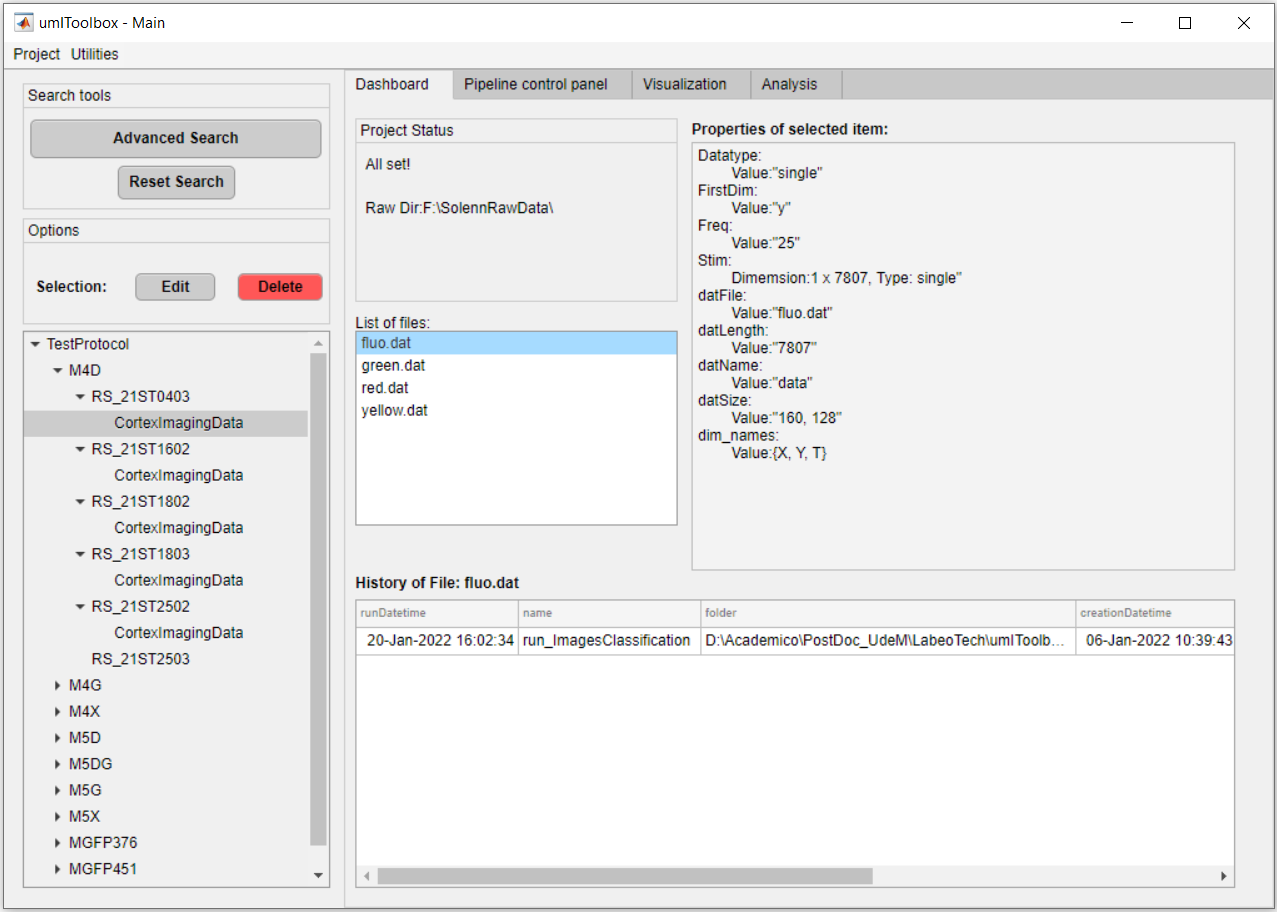 umIToolbox - Main
Project Utilities
Search tools
Advanced Search
Reset Search
Options
Selection: Edit Delete
TestProtocol
M4D
RS_21ST0403
CortexImagingData
RS_21ST1602
CortexImagingData
RS_21ST1802
CortexImagingData
RS_21ST1803
CortexImagingData
RS_21ST2502
CortexImagingData
RS_21ST2503
M4G
M4X
M5D
M5DG
M5G
M5X
MGFP376
MGFP451
Dashboard Pipeline control panel Visualization Analysis
Project Status
All set!
Raw Dir:F:\SolennRawData\
List of files:
fluo.dat
green.dat
red.dat
yellow.dat
Properties of selected item:
Datatype:
Value:"single"
FirstDim:
Value:"y"
Freq:
Value:"25"
Stim:
Dimemsion:1 x 7807, Type: single"
datFile:
Value:"fluo.dat"
datLength:
Value:"7807"
datName:
Value:"data"
datSize:
Value:"160, 128"
dim_names:
Value:{X, Y, T}
History of File: fluo.dat
runDatetime name folder creationDatetime
20-Jan-2022 16:02:34 run_ImagesClassification D:\Academico\PostDoc_UdeM\LabeoTech\umIToolb... 06-Jan-2022 10:39:43